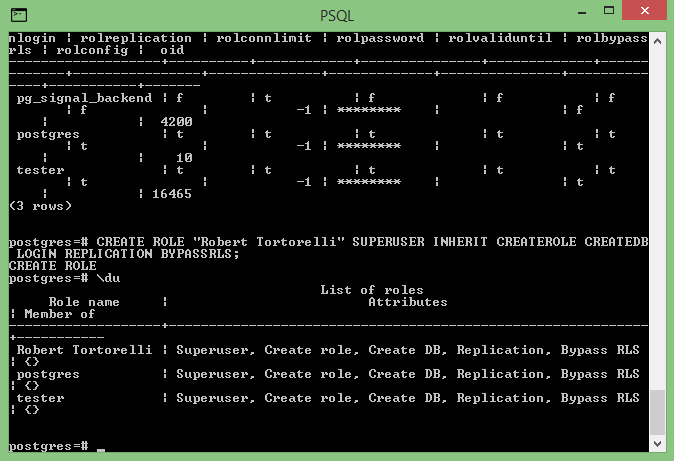 PSQL
nlogin ¦ rolreplication ¦ rolconnlimit ¦ rolpassword ¦ rolvaliduntil ¦ rolbypass
rls ¦ rolconfig ¦  oid
-------------------+----------+------------+---------------+-------------+------
-------+----------------+--------------+-------------+---------------+----------
----+-----------+-------
 pg_signal_backend ¦ f        ¦ t          ¦ f             ¦ f           ¦ f
       ¦ f              ¦           -1 ¦ ********    ¦               ¦ f
    ¦           ¦  4200
 postgres          ¦ t        ¦ t          ¦ t             ¦ t           ¦ t
       ¦ t              ¦           -1 ¦ ********    ¦               ¦ t
    ¦           ¦    10
 tester            ¦ t        ¦ t          ¦ t             ¦ t           ¦ t
       ¦ t              ¦           -1 ¦ ********    ¦               ¦ t
    ¦           ¦ 16465
(3 rows)
postgres=# CREATE ROLE "Robert Tortorelli" SUPERUSER INHERIT CREATEROLE CREATEDB
 LOGIN REPLICATION BYPASSRLS;
CREATE ROLE
postgres=# \du
                                       List of roles
     Role name     ¦                         Attributes
¦ Member of
-------------------+------------------------------------------------------------
+-----------
 Robert Tortorelli ¦ Superuser, Create role, Create DB, Replication, Bypass RLS
¦ {}
 postgres          ¦ Superuser, Create role, Create DB, Replication, Bypass RLS
¦ {}
 tester            ¦ Superuser, Create role, Create DB, Replication, Bypass RLS
¦ {}
postgres=# _